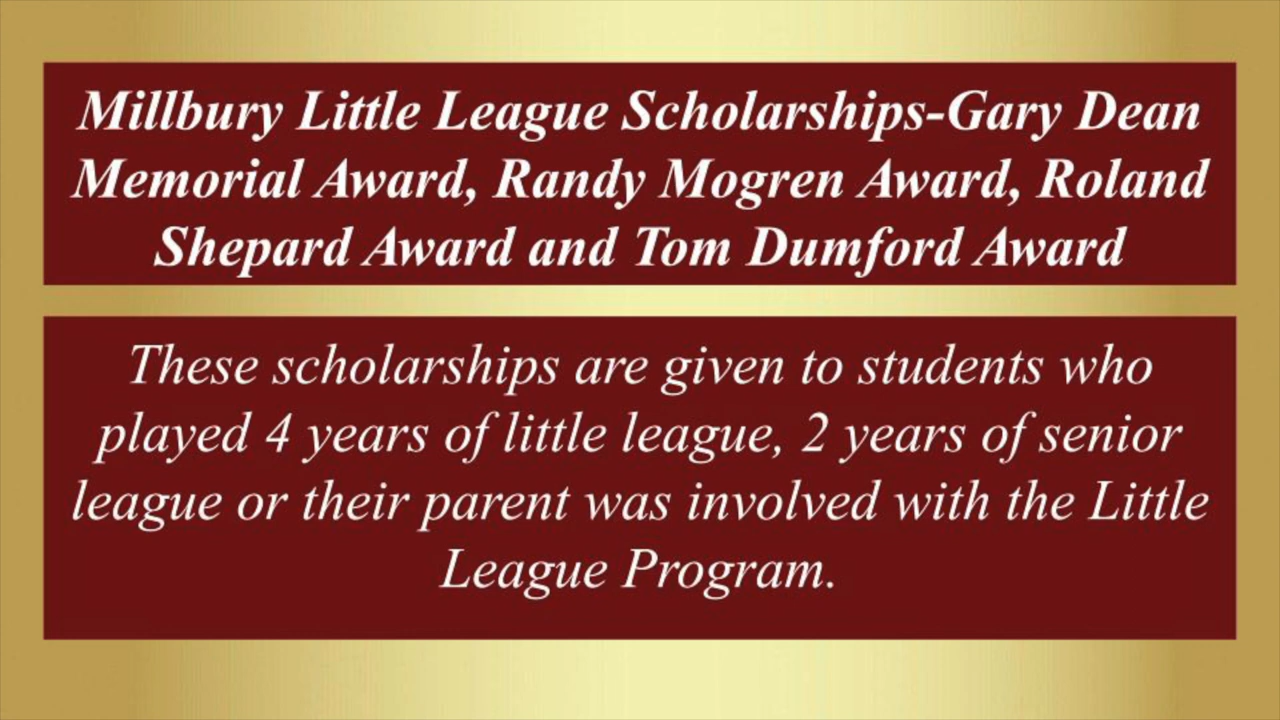 Millbury Little League Scholarships-Gary Dean
Memorial Award, Randy Mogren Award, Roland
Shepard Award and Tom Dumford Award
These scholarships are given to students who
played 4 years of little league, 2 years of senior
league or their parent was involved with the Little
League Program.